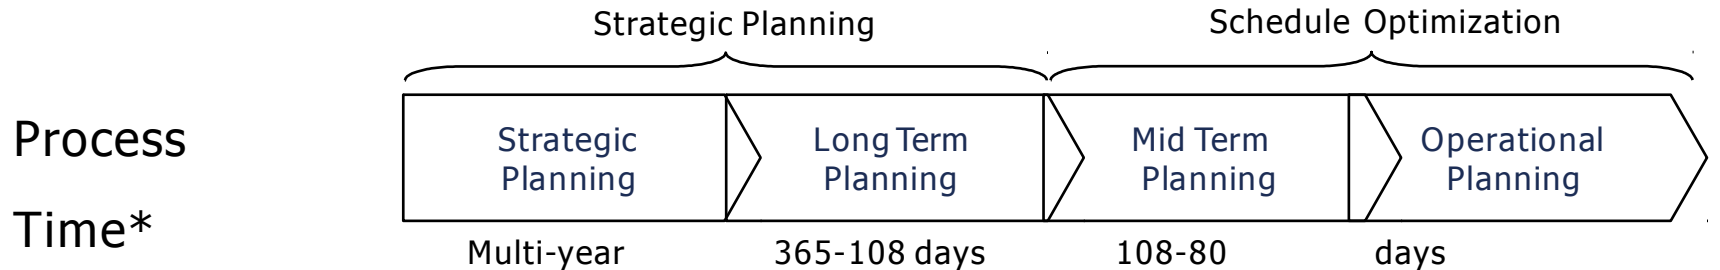 Strategic Planning
Schedule Optimization
Process
Strategic
Planning
Long Term
Planning
Mid Term
Planning
Operational
Planning
Time*
Multi-year
365-108 days
108-80
days